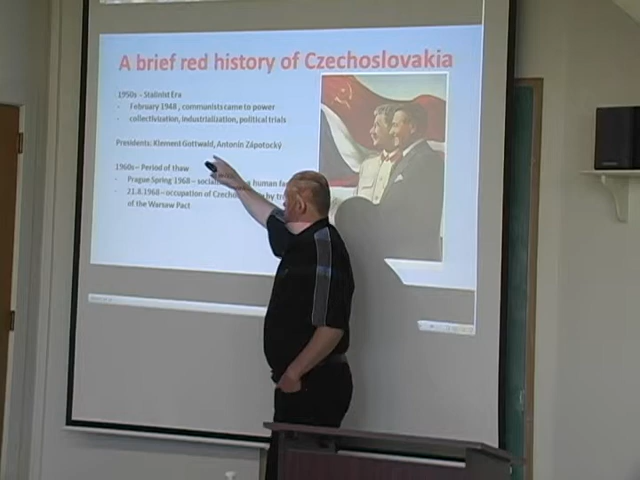 A brief red history of Czechoslovakia
1950s - Stalinist Era
- February 1948 , communists came to power
- collectivization, industrialization, political trials
Presidents: Klement Gottwald, Antonín Zápotocký
1960s – Period of thaw
- Prague Spring 1968 – human
- 21.8.1968 – occupation of by
of the Warsaw Pact